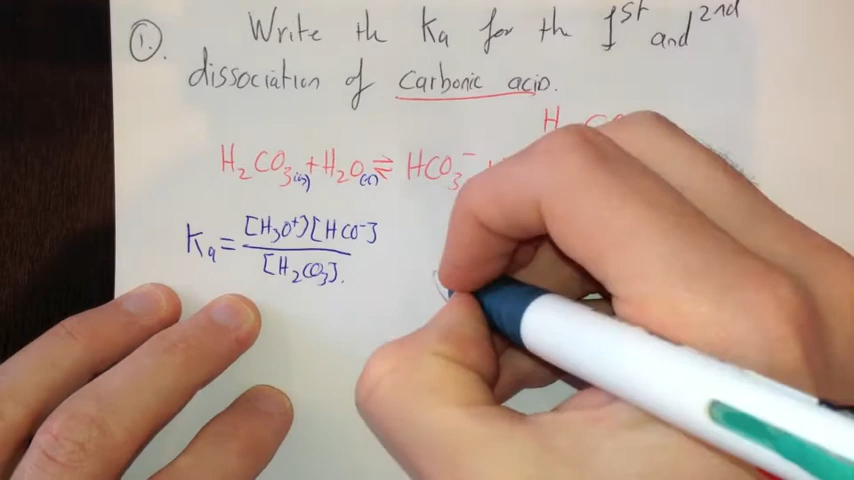 1. Write the Ka for the 1st and 2nd
dissociation of carbonic acid.
H
H₂CO₃(aq) + H₂O(l) ⇌ HCO₃⁻
Ka = [H₃O⁺][HCO⁻]
[H₂CO₃].